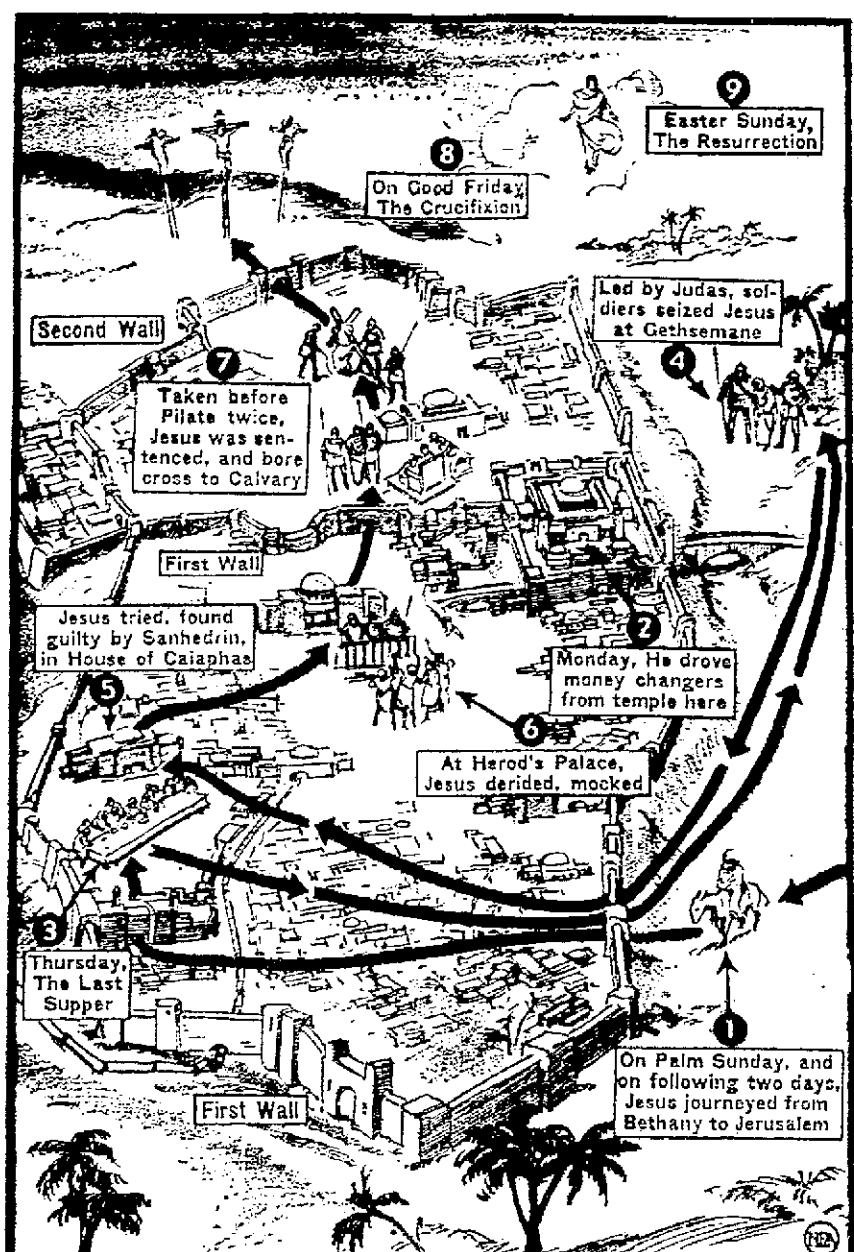 9
Easter Sunday,
The Resurrection
8
On Good Friday,
The Crucifixion
Led by Judas, sol-
diers seized Jesus
at Gethsemane
4
Second Wall
7
Taken before
Pilate twice,
Jesus was sen-
tenced, and bore
cross to Calvary
First Wall
Jesus tried, found
guilty by Sanhedrin,
in House of Caiaphas
5
2
Monday, He drove
money changers
from temple here
6
At Herod's Palace,
Jesus derided, mocked
3
Thursday,
The Last
Supper
1
On Palm Sunday, and
on following two days,
Jesus journeyed from
Bethany to Jerusalem
First Wall
NEA